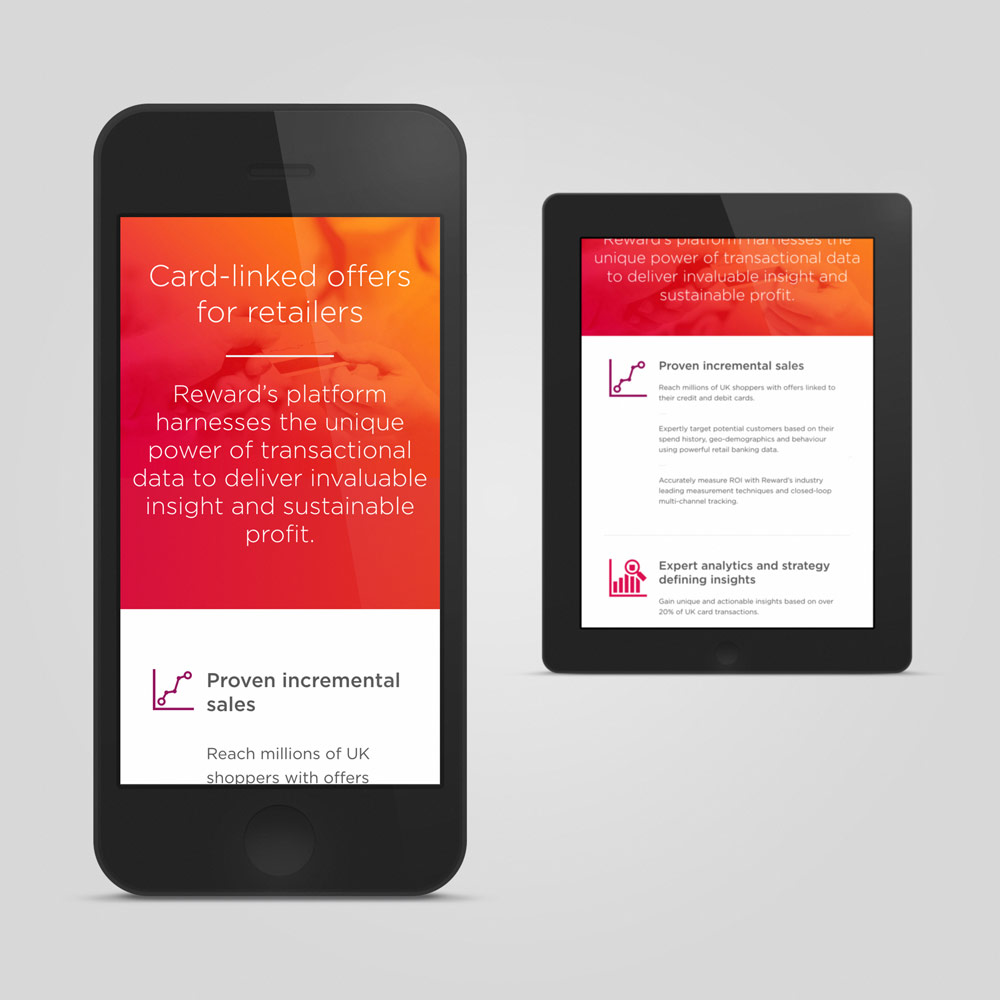 Card-linked offers
for retailers
Reward's platform
harnesses the unique
power of transactional
data to deliver invaluable
insight and sustainable
profit.
Proven incremental
sales
Reach millions of UK
shoppers with offers
Reward's platform harnesses the
unique power of transactional data
to deliver invaluable insight and
sustainable profit.
Proven incremental sales
Reach millions of UK shoppers with offers linked to
their credit and debit cards.
Expertly target potential customers based on their
spend history, geo-demographics and behaviour
using powerful retail banking data.
Accurately measure ROI with Reward's industry
leading measurement techniques and closed-loop
multi-channel tracking.
Expert analytics and strategy
defining insights
Gain unique and actionable insights based on over
20% of UK card transactions.